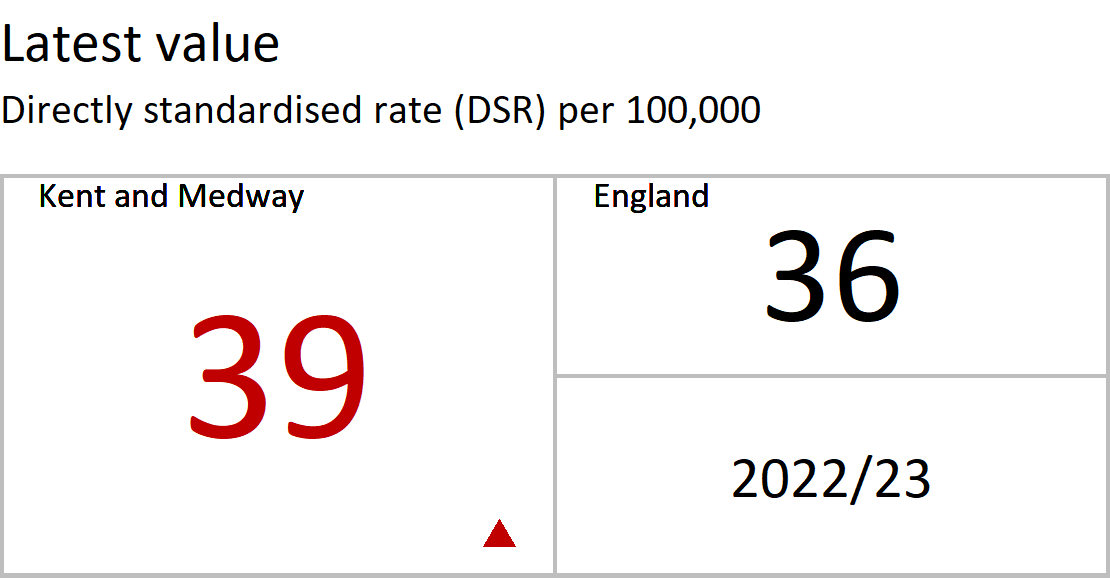 Latest value
Directly standardised rate (DSR) per 100,000
Kent and Medway
39
England
36
2022/23